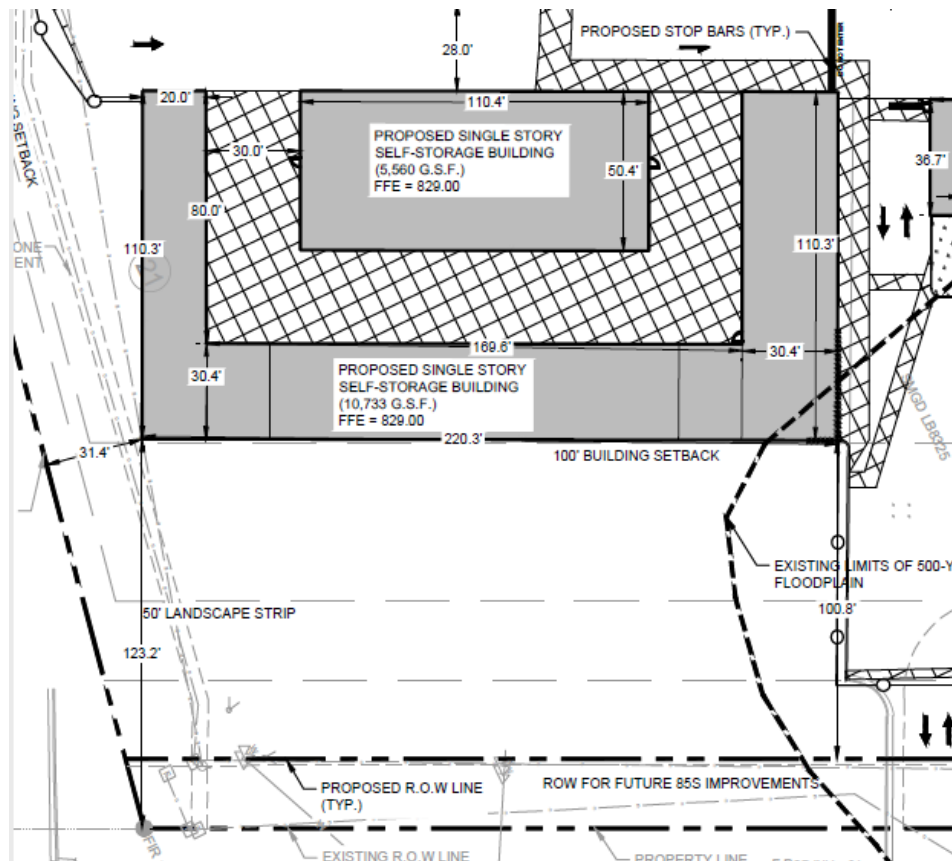 28.0'
PROPOSED STOP BARS (TYP.)
20.0'
110.4'
30.0'
PROPOSED SINGLE STORY
SELF-STORAGE BUILDING
(5,560 G.S.F.)
FFE = 829.00
50.4'
36.7'
SETBACK
80.0'
110.3'
110.3'
21
169.6'
30.4'
30.4'
PROPOSED SINGLE STORY
SELF-STORAGE BUILDING
(10,733 G.S.F.)
FFE = 829.00
220.3'
31.4'
100' BUILDING SETBACK
SMGD LB8325
EXISTING LIMITS OF 500-Y
FLOODPLAIN
100.8'
50' LANDSCAPE STRIP
123.2'
PROPOSED R.O.W LINE
(TYP.)
ROW FOR FUTURE 85S IMPROVEMENTS
FIR
EXISTING R.O.W LINE
PROPERTY LINE